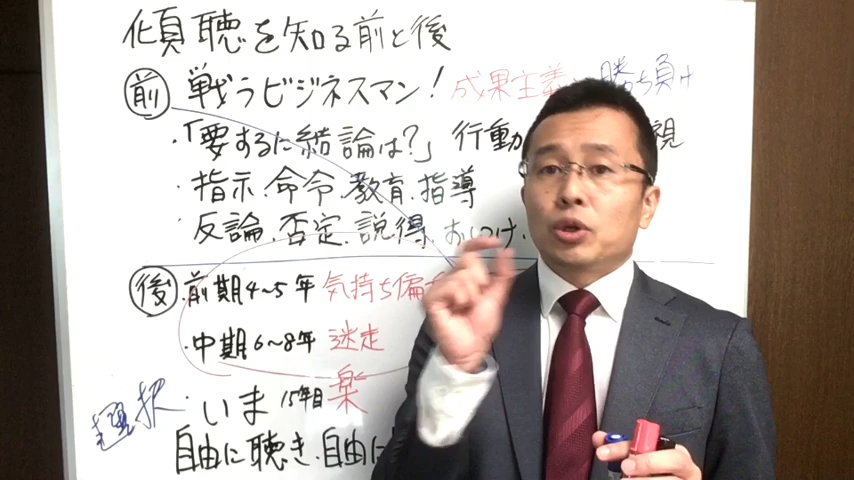 傾聴を知る前と後
前 戦うビジネスマン! 成果主義 勝ち負け
・「要するに結論は?」 行動 視
・指示.命令.教育.指導
・反論.否定.説得.おしつけ.
後 ・前期4~5年 気持ち偏
・中期6~8年 迷走
・いま 15年目 楽
選択
自由に聴き.自由に